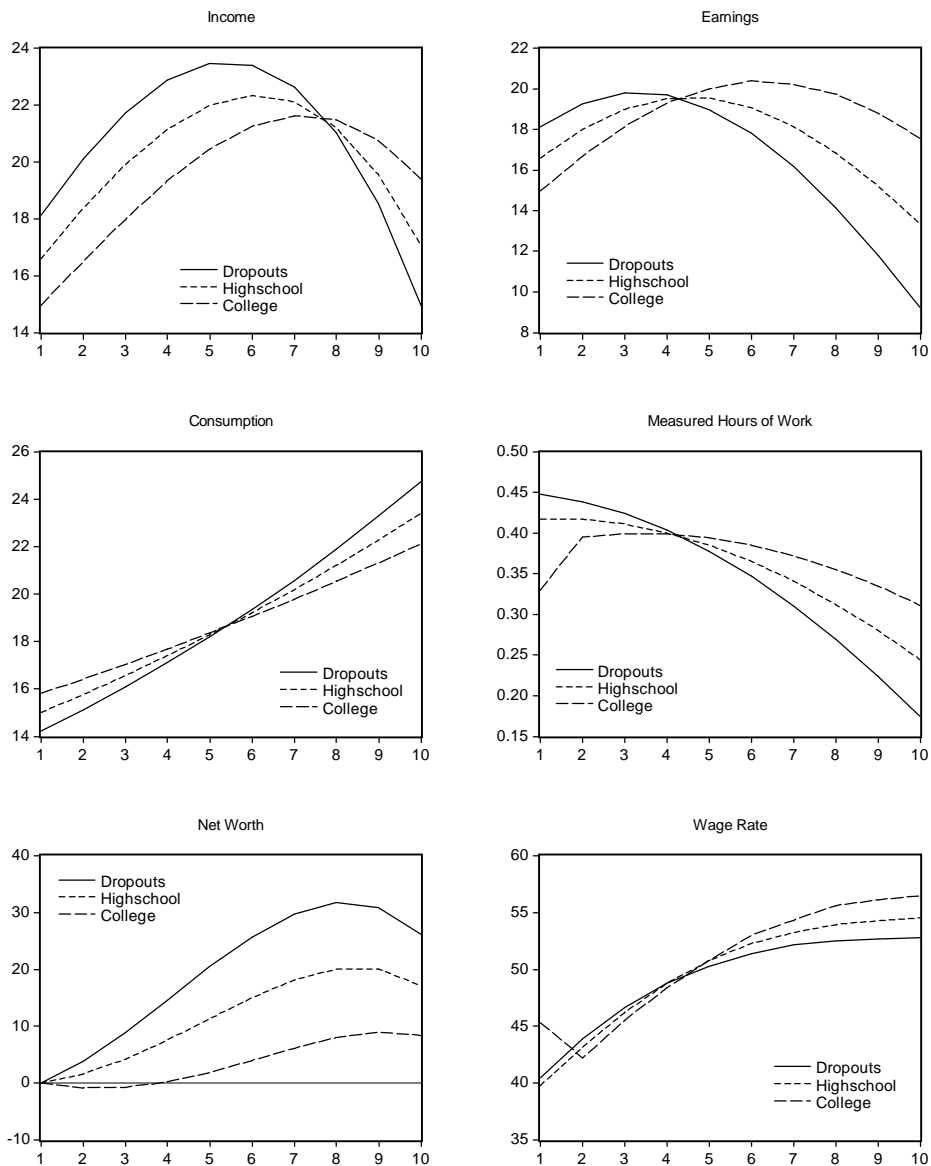 Income
24
22
20
18
16
14
Dropouts
Highschool
College
1 2 3 4 5 6 7 8 9 10
Earnings
22
20
18
16
14
12
10
8
Dropouts
Highschool
College
1 2 3 4 5 6 7 8 9 10
Consumption
26
24
22
20
18
16
14
Dropouts
Highschool
College
1 2 3 4 5 6 7 8 9 10
Measured Hours of Work
0.50
0.45
0.40
0.35
0.30
0.25
0.20
0.15
Dropouts
Highschool
College
1 2 3 4 5 6 7 8 9 10
Net Worth
40
30
20
10
0
-10
Dropouts
Highschool
College
1 2 3 4 5 6 7 8 9 10
Wage Rate
60
55
50
45
40
35
Dropouts
Highschool
College
1 2 3 4 5 6 7 8 9 10